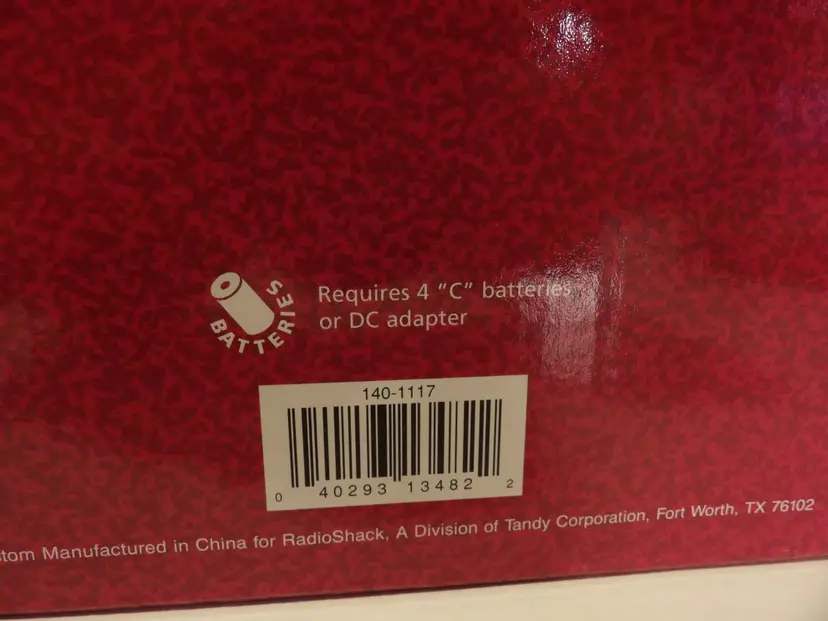 BATTERIES
Requires 4 "C" batteries
or DC adapter
140-1117
0 40293 13482 2
tom Manufactured in China for RadioShack, A Division of Tandy Corporation, Fort Worth, TX 76102